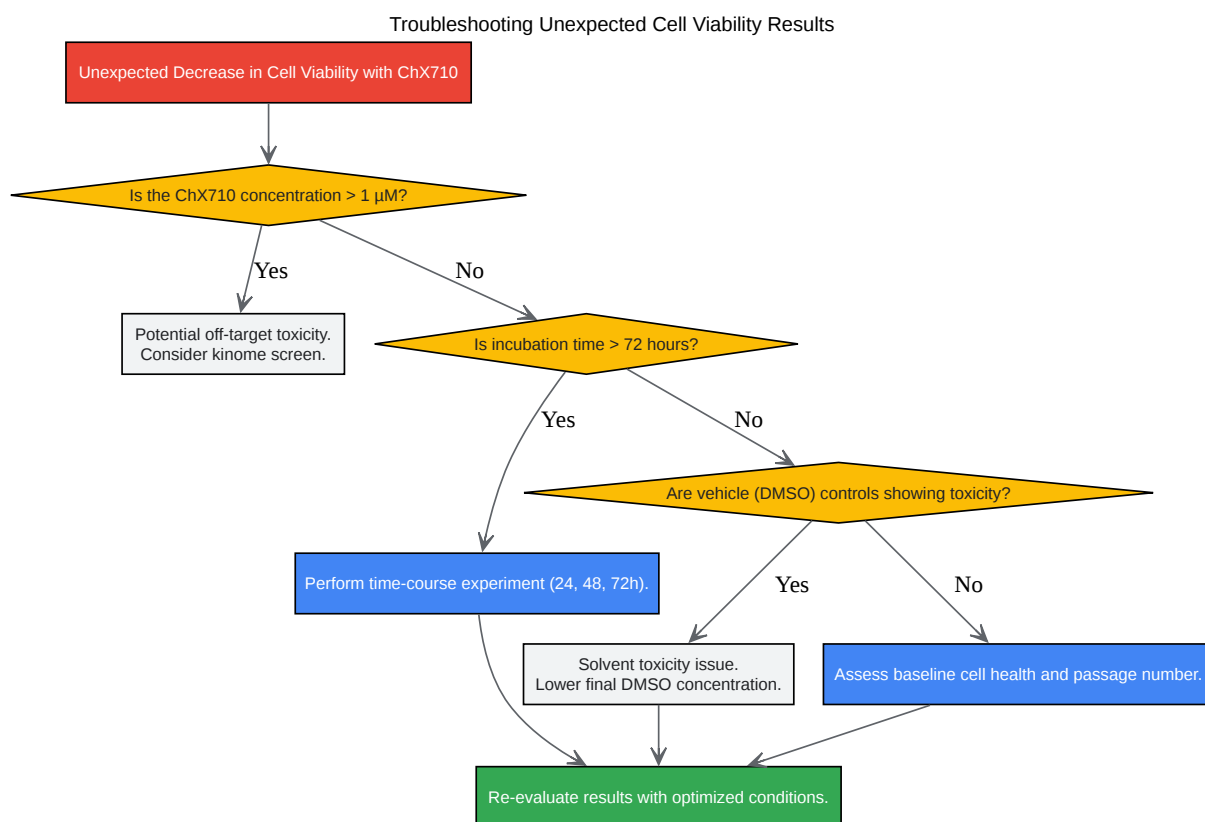 Troubleshooting Unexpected Cell Viability Results
Unexpected Decrease in Cell Viability with ChX710
Is the ChX710 concentration > 1 µM?
Yes
No
Potential off-target toxicity.
Consider kinome screen.
Is incubation time > 72 hours?
Yes
No
Are vehicle (DMSO) controls showing toxicity?
Perform time-course experiment (24, 48, 72h).
Yes
No
Solvent toxicity issue.
Lower final DMSO concentration.
Assess baseline cell health and passage number.
Re-evaluate results with optimized conditions.